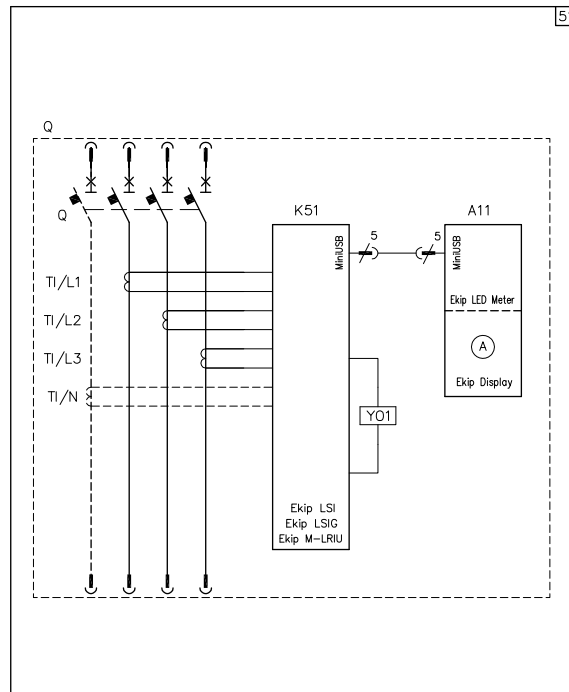 51
Q
Q
K51
A11
MiniUSB
5
5
MiniUSB
TI/L1
Ekip LED Meter
TI/L2
A
TI/L3
Ekip Display
TI/N
YO1
Ekip LSI
Ekip LSIG
Ekip M-LRIU